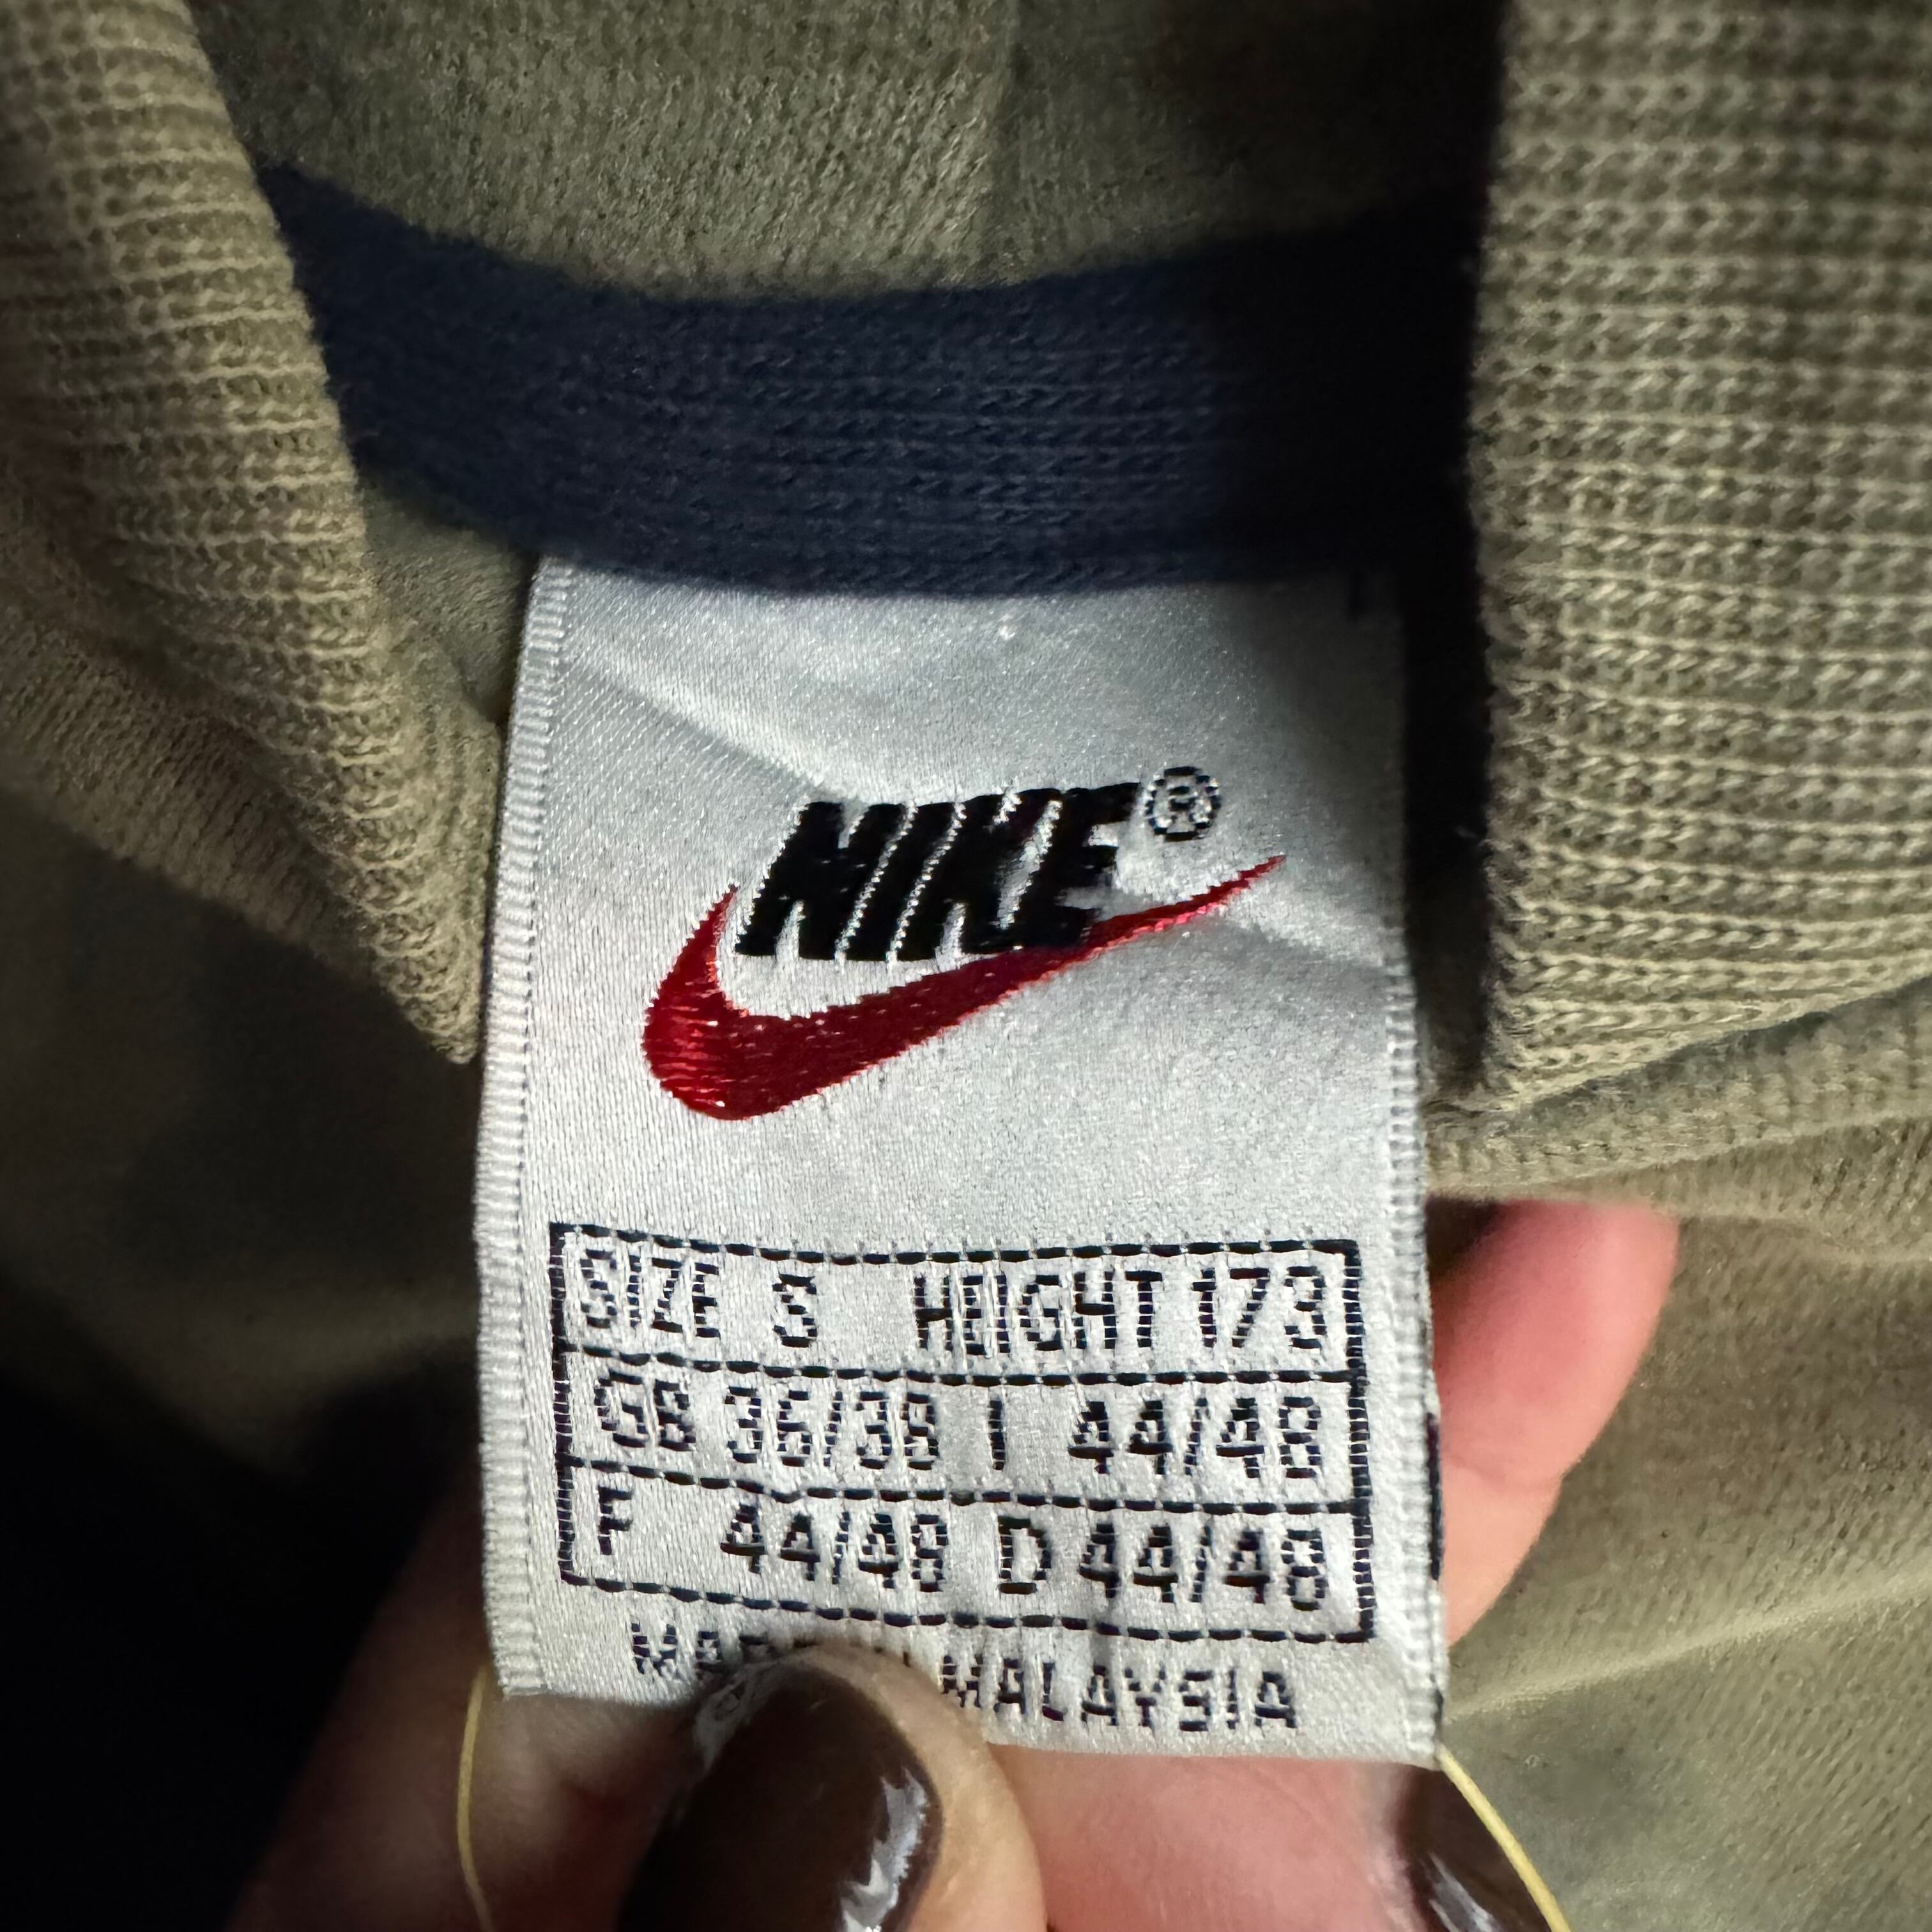 NIKE®
SIZE S HEIGHT 173
GB 36/38 I 44/48
F 44/48 D 44/48
MALAYSIA